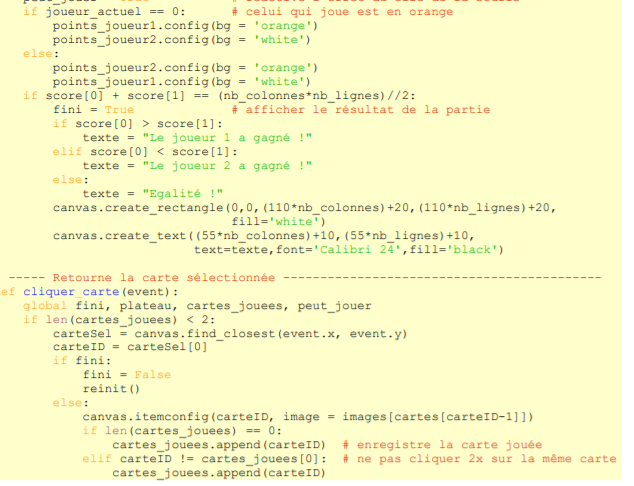 if joueur_actuel == 0: # celui qui joue est en orange
points_joueur1.config(bg = 'orange')
points_joueur2.config(bg = 'white')
else:
points_joueur2.config(bg = 'orange')
points_joueur1.config(bg = 'white')
if score[0] + score[1] == (nb_colonnes*nb_lignes)//2:
fini = True # afficher le résultat de la partie
if score[0] > score[1]:
texte = "Le joueur 1 a gagné !"
elif score[0] < score[1]:
texte = "Le joueur 2 a gagné !"
else:
texte = "Egalité !"
canvas.create_rectangle(0,0,(110*nb_colonnes)+20,(110*nb_lignes)+20,
fill='white')
canvas.create_text((55*nb_colonnes)+10,(55*nb_lignes)+10,
text=texte,font='Calibri 24',fill='black')
----- Retourne la carte sélectionnée -------------------------------------------
ef cliquer_carte(event):
global fini, plateau, cartes_jouees, peut_jouer
if len(cartes_jouees) < 2:
carteSel = canvas.find_closest(event.x, event.y)
carteID = carteSel[0]
if fini:
fini = False
reinit()
else:
canvas.itemconfig(carteID, image = images[cartes[carteID-1]])
if len(cartes_jouees) == 0:
cartes_jouees.append(carteID) # enregistre la carte jouée
elif carteID != cartes_jouees[0]: # ne pas cliquer 2x sur la même carte
cartes_jouees.append(carteID)